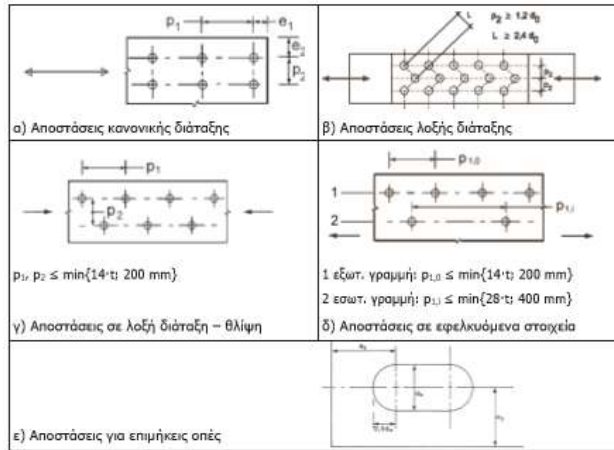 p₁
e₁
e₂
p₂
α) Αποστάσεις κανονικής διάταξης
L
p₂ ≥ 1,2 d₀
L ≥ 2,4 d₀
p₂
p₂
β) Αποστάσεις λοξής διάταξης
p₁
p₂
p₁, p₂ ≤ min{14·t; 200 mm}
γ) Αποστάσεις σε λοξή διάταξη – θλίψη
p₁,₀
1
p₁,ᵢ
2
1 εξωτ. γραμμή: p₁,₀ ≤ min{14·t; 200 mm}
2 εσωτ. γραμμή: p₁,ᵢ ≤ min{28·t; 400 mm}
δ) Αποστάσεις σε εφελκυόμενα στοιχεία
ε) Αποστάσεις για επιμήκεις οπές